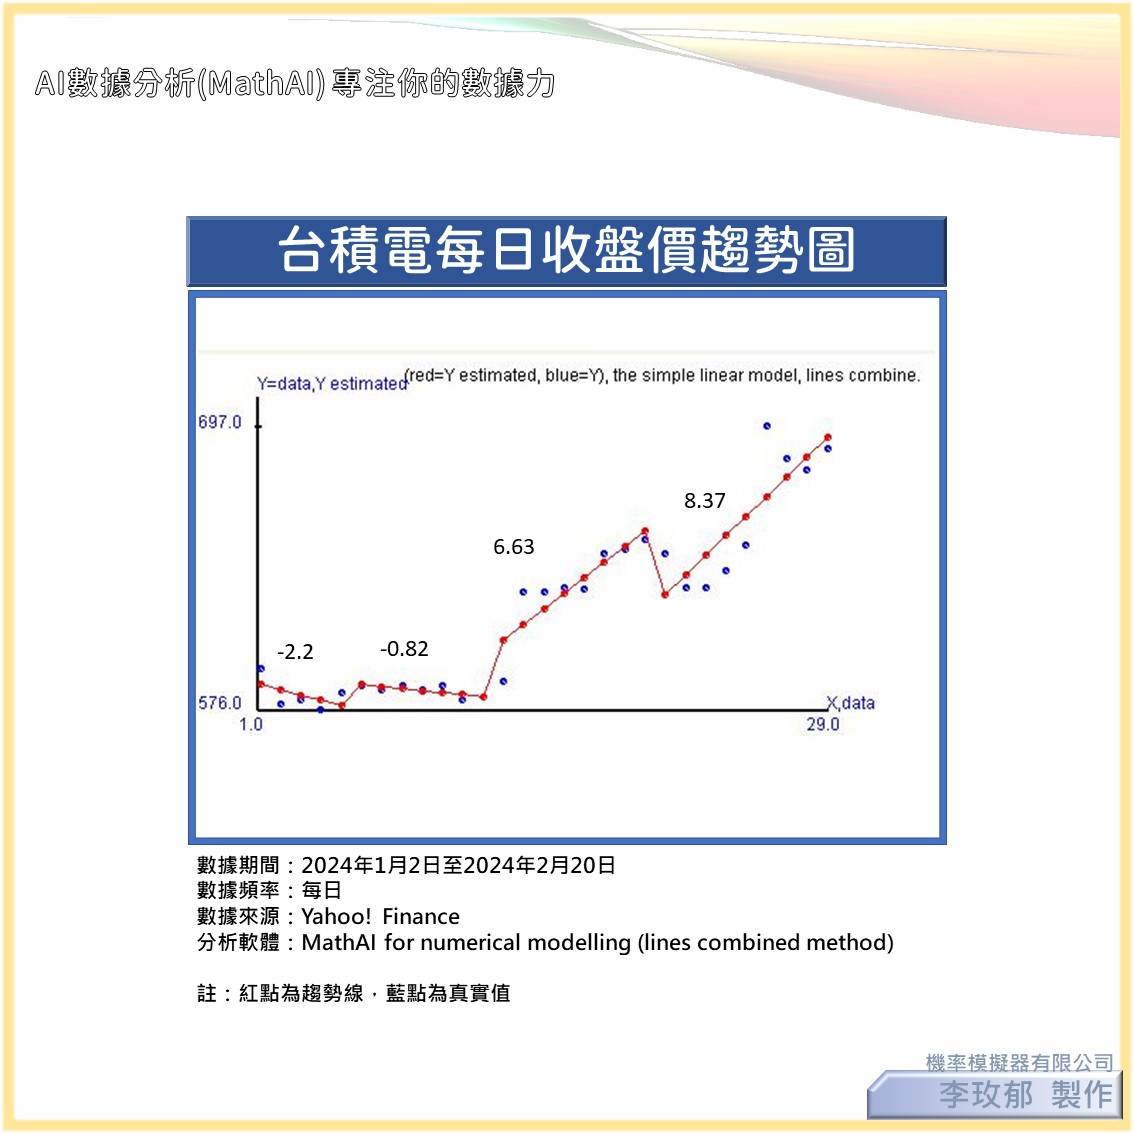 AI數據分析(MathAI) 專注你的數據力
台積電每日收盤價趨勢圖
(red=Y estimated, blue=Y), the simple linear model, lines combine.
Y=data,Y estimated
697.0
8.37
6.63
-2.2
-0.82
576.0
X,data
1.0
29.0
數據期間：2024年1月2日至2024年2月20日
數據頻率：每日
數據來源：Yahoo! Finance
分析軟體：MathAI for numerical modelling (lines combined method)
註：紅點為趨勢線，藍點為真實值
機率模擬器有限公司
李玫郁 製作